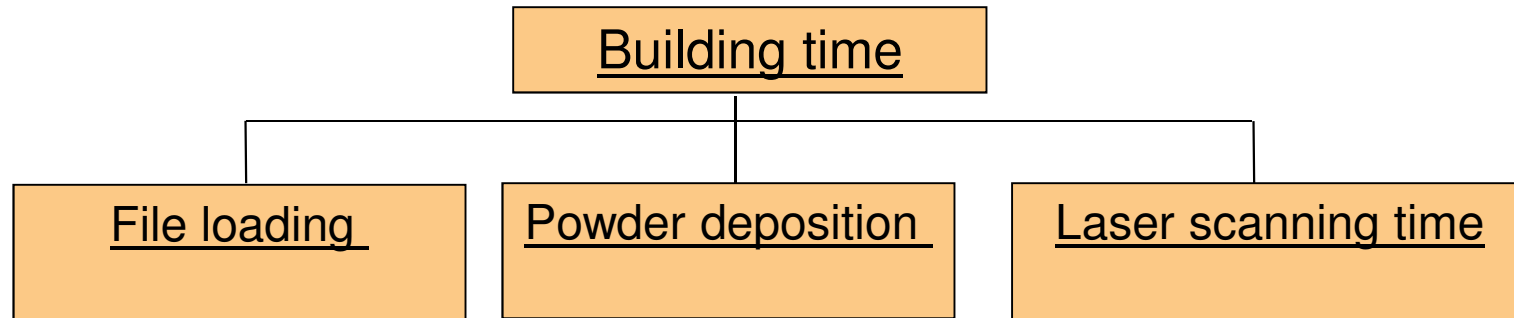 Building time
File loading
Powder deposition
Laser scanning time